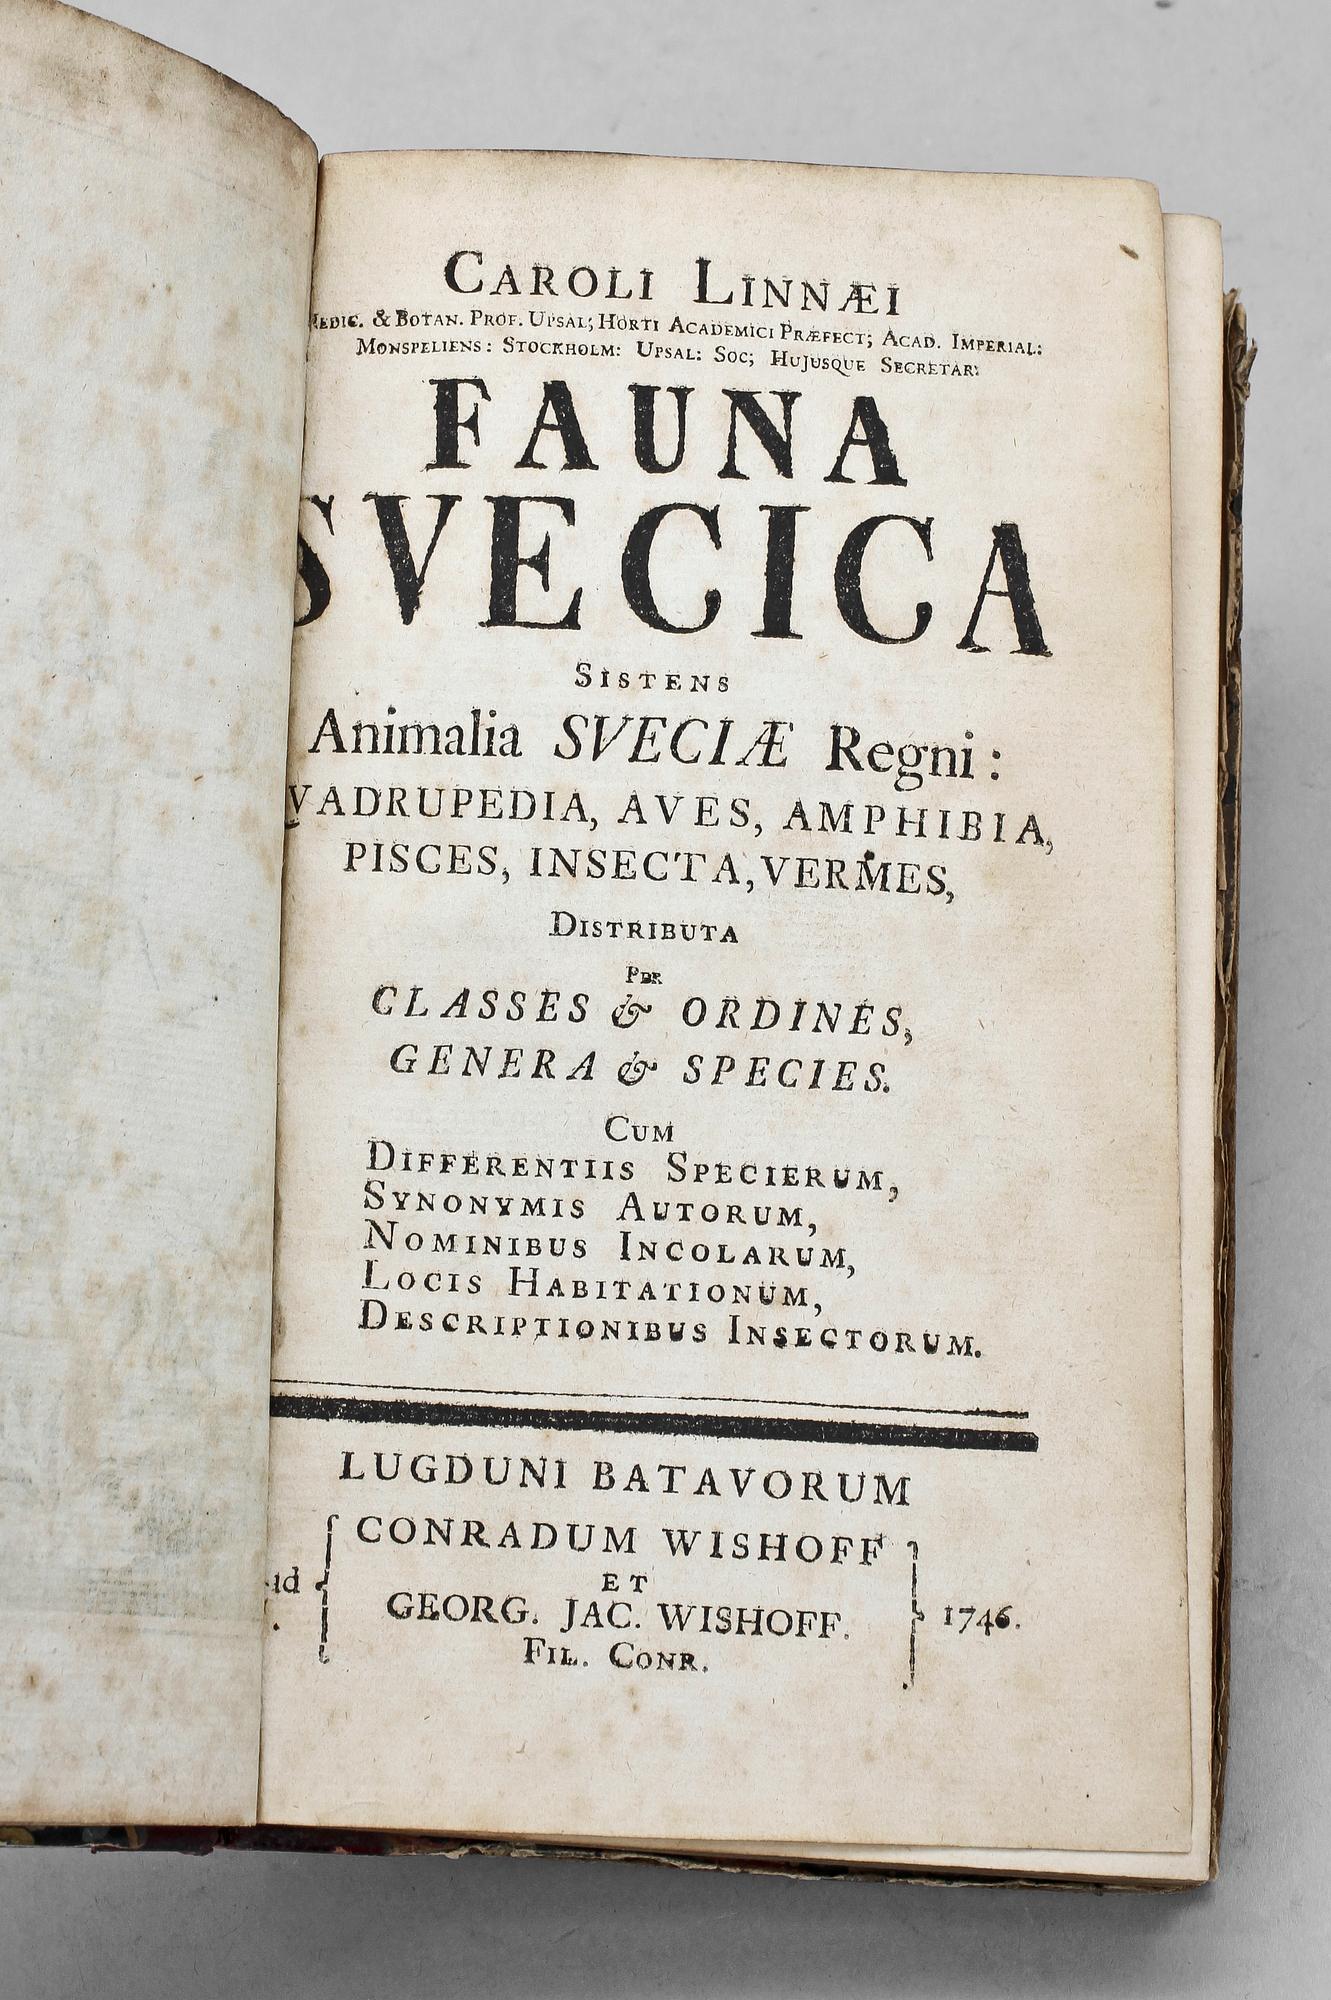 CAROLI LINNÆI
MEDIC. & BOTAN. PROF. UPSAL; HORTI ACADEMICI PRÆFECT; ACAD. IMPERIAL:
MONSPELIENS: STOCKHOLM: UPSAL: SOC; HUJUSQUE SECRETAR:
FAUNA
SVECICA
SISTENS
Animalia SVECIÆ Regni:
VADRUPEDIA, AVES, AMPHIBIA,
PISCES, INSECTA, VERMES,
DISTRIBUTA
PER
CLASSES & ORDINES,
GENERA & SPECIES.
CUM
DIFFERENTIIS SPECIERUM,
SYNONYMIS AUTORUM,
NOMINIBUS INCOLARUM,
LOCIS HABITATIONUM,
DESCRIPTIONIBUS INSECTORUM.
LUGDUNI BATAVORUM
CONRADUM WISHOFF
ET
GEORG. JAC. WISHOFF.
FIL. CONR.
1746.